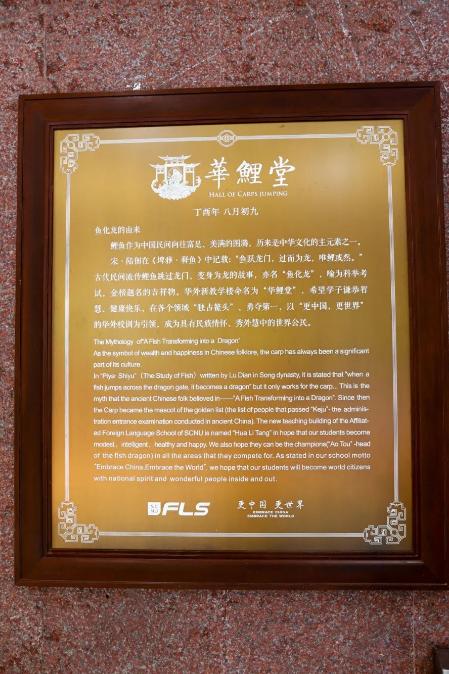 華鯉堂
HALL OF CARPS JUMPING
丁酉年 八月初九
鱼化龙的由来
鲤鱼作为中国民间向往富足、美满的图腾，历来是中华文化的主元素之一。
宋·陆佃在《埤雅·释鱼》中记载：“鱼跃龙门，过而为龙，唯鲤或然。”
古代民间流传鲤鱼跳过龙门、变身为龙的故事，亦名“鱼化龙”，喻为科举考
试，金榜题名的吉祥物。华外新教学楼命名为“华鲤堂”，希望学子谦恭智
慧、健康快乐，在各个领域“独占鳌头”，勇夺第一，以“更中国，更世界”
的华外校训为引领，成为具有民族情怀、秀外慧中的世界公民。
The Mythology of"A Fish Transforming into a Dragon"
As the symbol of wealth and happiness in Chinese folklore, the carp has always been a significant
part of its culture.
In "Piya· Shiyu" (The Study of Fish) written by Lu Dian in Song dynasty, it is stated that "when a
fish jumps across the dragon gate, it becomes a dragon" but it only works for the carp... This is the
myth that the ancient Chinese folk believed in——"A Fish Transforming into a Dragon". Since then
the Carp became the mascot of the golden list (the list of people that passed "Keju"- the adminis-
tration entrance examination conducted in ancient China). The new teaching building of the Affiliat-
ed Foreign Language School of SCNU is named "Hua Li Tang" in hope that our students become
modest, intelligent, healthy and happy. We also hope they can be the champions("Ao Tou" -head
of the fish dragon) in all the areas that they compete for. As stated in our school motto
"Embrace China,Embrace the World", we hope that our students will become world citizens
with national spirit and wonderful people inside and out.
FLS
更中国 更世界
EMBRACE CHINA
EMBRACE THE WORLD